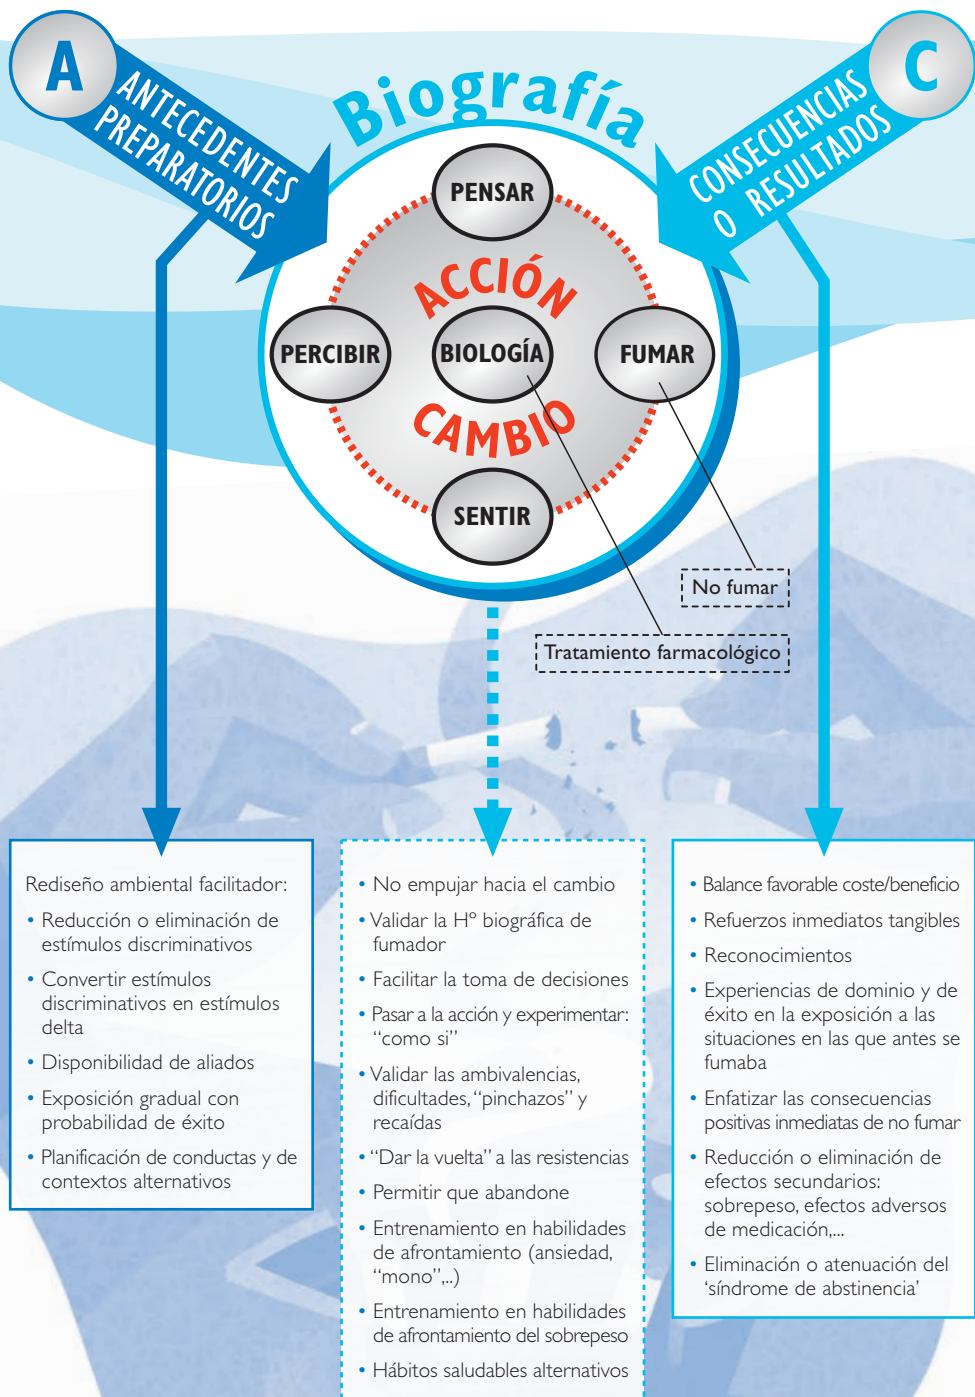 A
ANTECEDENTES
PREPARATORIOS
Biografía
C
CONSECUENCIAS
O RESULTADOS
PENSAR
ACCIÓN
PERCIBIR
BIOLOGÍA
FUMAR
CAMBIO
SENTIR
No fumar
Tratamiento farmacológico
Rediseño ambiental facilitador:
• Reducción o eliminación de
estímulos discriminativos
• Convertir estímulos
discriminativos en estímulos
delta
• Disponibilidad de aliados
• Exposición gradual con
probabilidad de éxito
• Planificación de conductas y de
contextos alternativos
• No empujar hacia el cambio
• Validar la Hº biográfica de
fumador
• Facilitar la toma de decisiones
• Pasar a la acción y experimentar:
“como si”
• Validar las ambivalencias,
dificultades, “pinchazos” y
recaídas
• “Dar la vuelta” a las resistencias
• Permitir que abandone
• Entrenamiento en habilidades
de afrontamiento (ansiedad,
“mono”,..)
• Entrenamiento en habilidades
de afrontamiento del sobrepeso
• Hábitos saludables alternativos
• Balance favorable coste/beneficio
• Refuerzos inmediatos tangibles
• Reconocimientos
• Experiencias de dominio y de
éxito en la exposición a las
situaciones en las que antes se
fumaba
• Enfatizar las consecuencias
positivas inmediatas de no fumar
• Reducción o eliminación de
efectos secundarios:
sobrepeso, efectos adversos
de medicación,...
• Eliminación o atenuación del
‘síndrome de abstinencia’